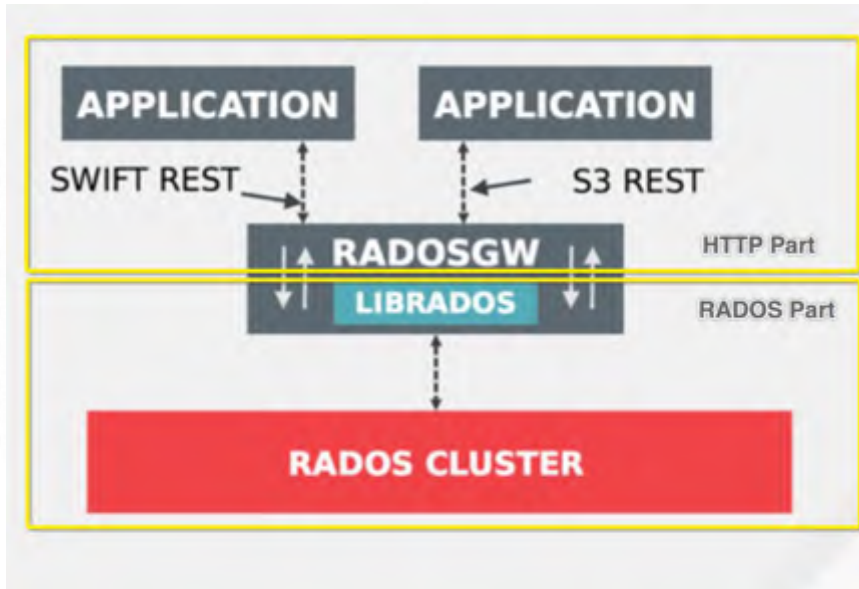 APPLICATION APPLICATION
SWIFT REST S3 REST
RADOSGW
HTTP Part
LIBRADOS
RADOS Part
RADOS CLUSTER